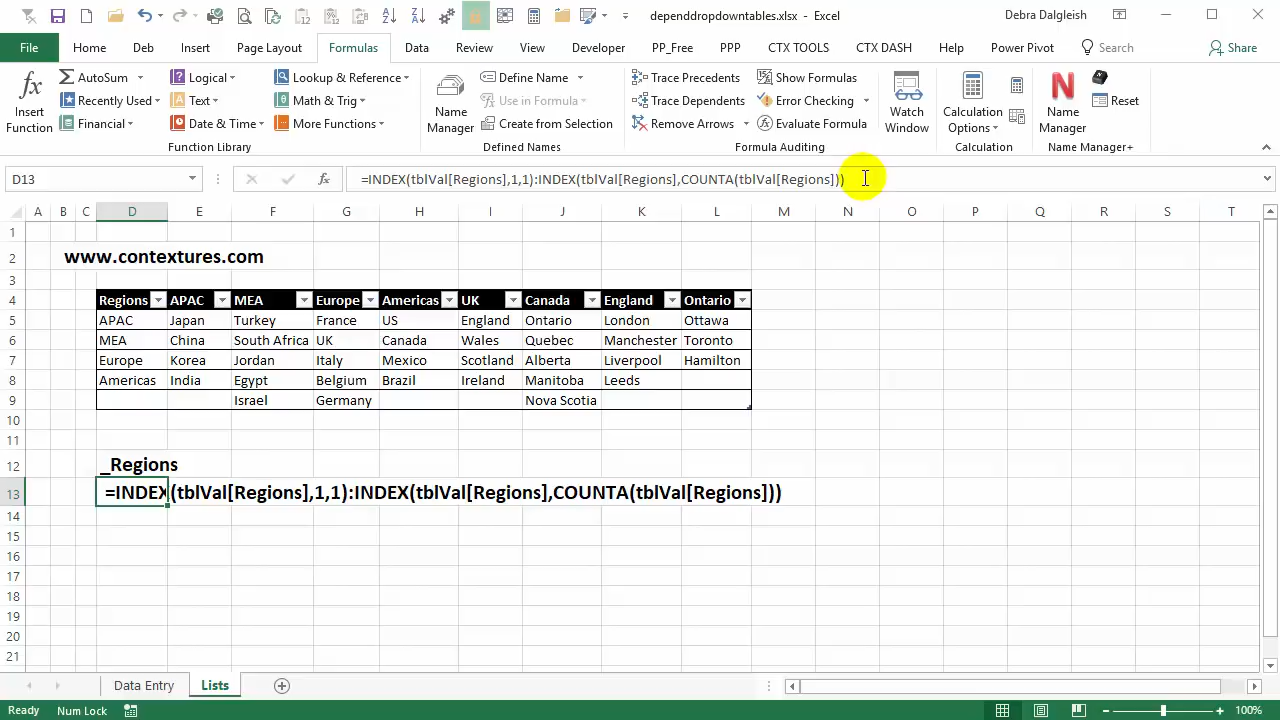 dependdropdowntables.xlsx - Excel
Debra Dalgleish
File Home Deb Insert Page Layout Formulas Data Review View Developer PP_Free PPP CTX TOOLS CTX DASH Help Power Pivot Search Share
fx Insert Function
AutoSum
Recently Used
Financial
Logical
Text
Date & Time
Lookup & Reference
Math & Trig
More Functions
Function Library
Name Manager
Define Name
Use in Formula
Create from Selection
Defined Names
Trace Precedents
Trace Dependents
Remove Arrows
Show Formulas
Error Checking
Evaluate Formula
Formula Auditing
Watch Window
Calculation Options
Calculation
N Name Manager
Reset
Name Manager+
D13 fx =INDEX(tblVal[Regions],1,1):INDEX(tblVal[Regions],COUNTA(tblVal[Regions]))
A B C D E F G H I J K L M N O P Q R S T
1
2 www.contextures.com
3
4 Regions APAC MEA Europe Americas UK Canada England Ontario
5 APAC Japan Turkey France US England Ontario London Ottawa
6 MEA China South Africa UK Canada Wales Quebec Manchester Toronto
7 Europe Korea Jordan Italy Mexico Scotland Alberta Liverpool Hamilton
8 Americas India Egypt Belgium Brazil Ireland Manitoba Leeds
9 Israel Germany Nova Scotia
10
11
12 _Regions
13 =INDEX(tblVal[Regions],1,1):INDEX(tblVal[Regions],COUNTA(tblVal[Regions]))
14
15
16
17
18
19
20
21
Data Entry Lists
Ready Num Lock 100%